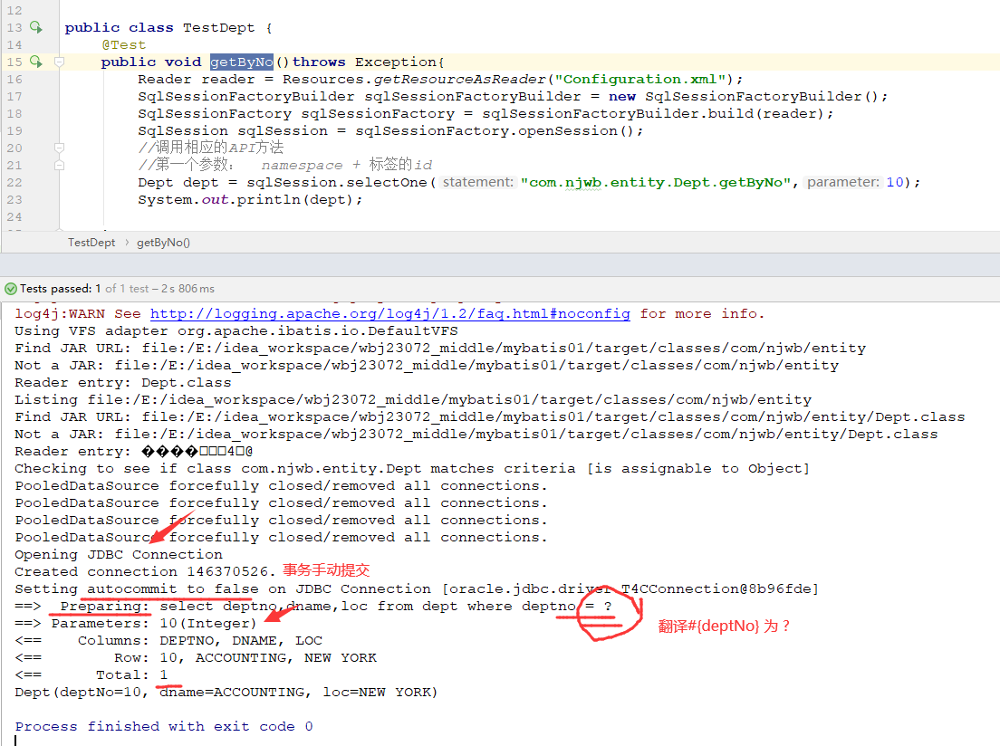 12
13 public class TestDept {
14 @Test
15 public void getByNo()throws Exception{
16 Reader reader = Resources.getResourceAsReader("Configuration.xml");
17 SqlSessionFactoryBuilder sqlSessionFactoryBuilder = new SqlSessionFactoryBuilder();
18 SqlSessionFactory sqlSessionFactory = sqlSessionFactoryBuilder.build(reader);
19 SqlSession sqlSession = sqlSessionFactory.openSession();
20 //调用相应的API方法
21 //第一个参数： namespace + 标签的id
22 Dept dept = sqlSession.selectOne( statement: "com.njwb.entity.Dept.getByNo", parameter: 10);
23 System.out.println(dept);
24
TestDept › getByNo()
Tests passed: 1 of 1 test – 2 s 806 ms
log4j:WARN See http://logging.apache.org/log4j/1.2/faq.html#noconfig for more info.
Using VFS adapter org.apache.ibatis.io.DefaultVFS
Find JAR URL: file:/E:/idea_workspace/wbj23072_middle/mybatis01/target/classes/com/njwb/entity
Not a JAR: file:/E:/idea_workspace/wbj23072_middle/mybatis01/target/classes/com/njwb/entity
Reader entry: Dept.class
Listing file:/E:/idea_workspace/wbj23072_middle/mybatis01/target/classes/com/njwb/entity
Find JAR URL: file:/E:/idea_workspace/wbj23072_middle/mybatis01/target/classes/com/njwb/entity/Dept.class
Not a JAR: file:/E:/idea_workspace/wbj23072_middle/mybatis01/target/classes/com/njwb/entity/Dept.class
Reader entry: ����□□□4□@
Checking to see if class com.njwb.entity.Dept matches criteria [is assignable to Object]
PooledDataSource forcefully closed/removed all connections.
PooledDataSource forcefully closed/removed all connections.
PooledDataSource forcefully closed/removed all connections.
PooledDataSource forcefully closed/removed all connections.
Opening JDBC Connection
Created connection 146370526. 事务手动提交
Setting autocommit to false on JDBC Connection [oracle.jdbc.driver.T4CConnection@8b96fde]
==>  Preparing: select deptno,dname,loc from dept where deptno = ?
==> Parameters: 10(Integer)
翻译#{deptNo} 为 ?
<==    Columns: DEPTNO, DNAME, LOC
<==        Row: 10, ACCOUNTING, NEW YORK
<==      Total: 1
Dept(deptNo=10, dname=ACCOUNTING, loc=NEW YORK)
Process finished with exit code 0